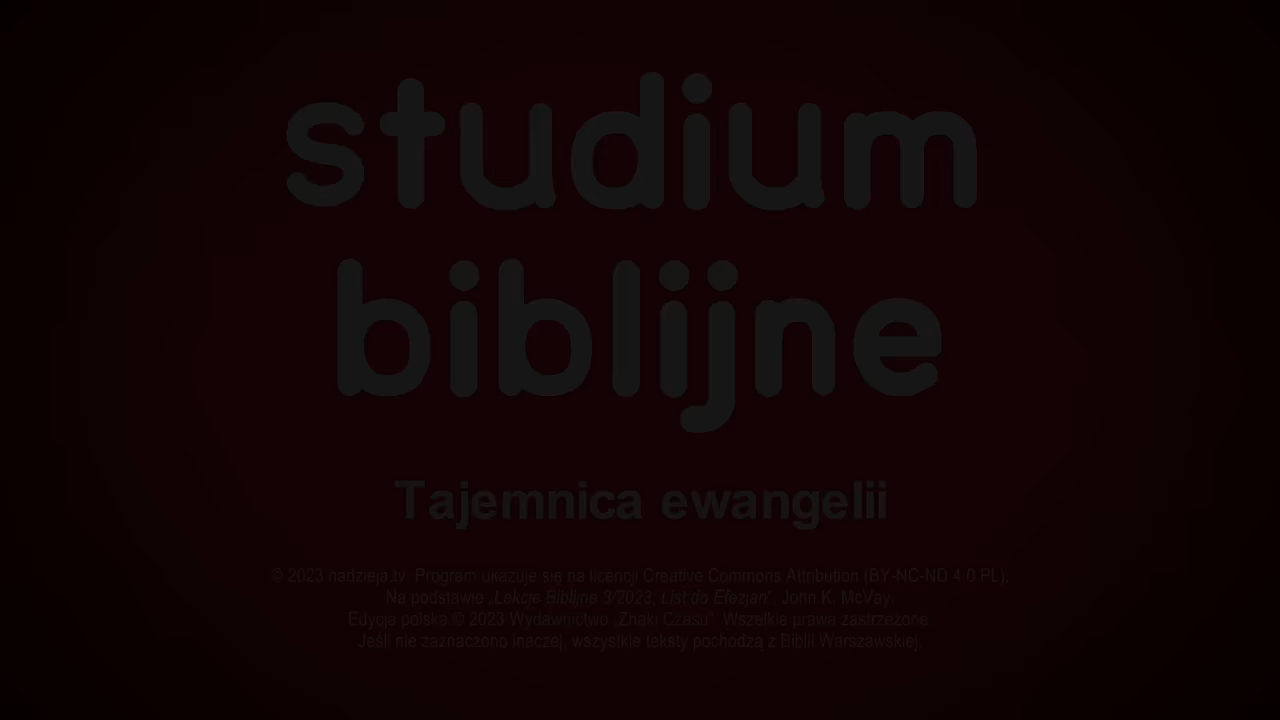 studium
biblijne
Tajemnica ewangelii
© 2023 nadzieja.tv. Program ukazuje się na licencji Creative Commons Attribution (BY-NC-ND 4.0 PL).
Na podstawie „Lekcje Biblijne 3/2023, List do Efezjan”, John K. McVay.
Edycja polska © 2023 Wydawnictwo „Znaki Czasu”. Wszelkie prawa zastrzeżone.
Jeśli nie zaznaczono inaczej, wszystkie teksty pochodzą z Biblii Warszawskiej.